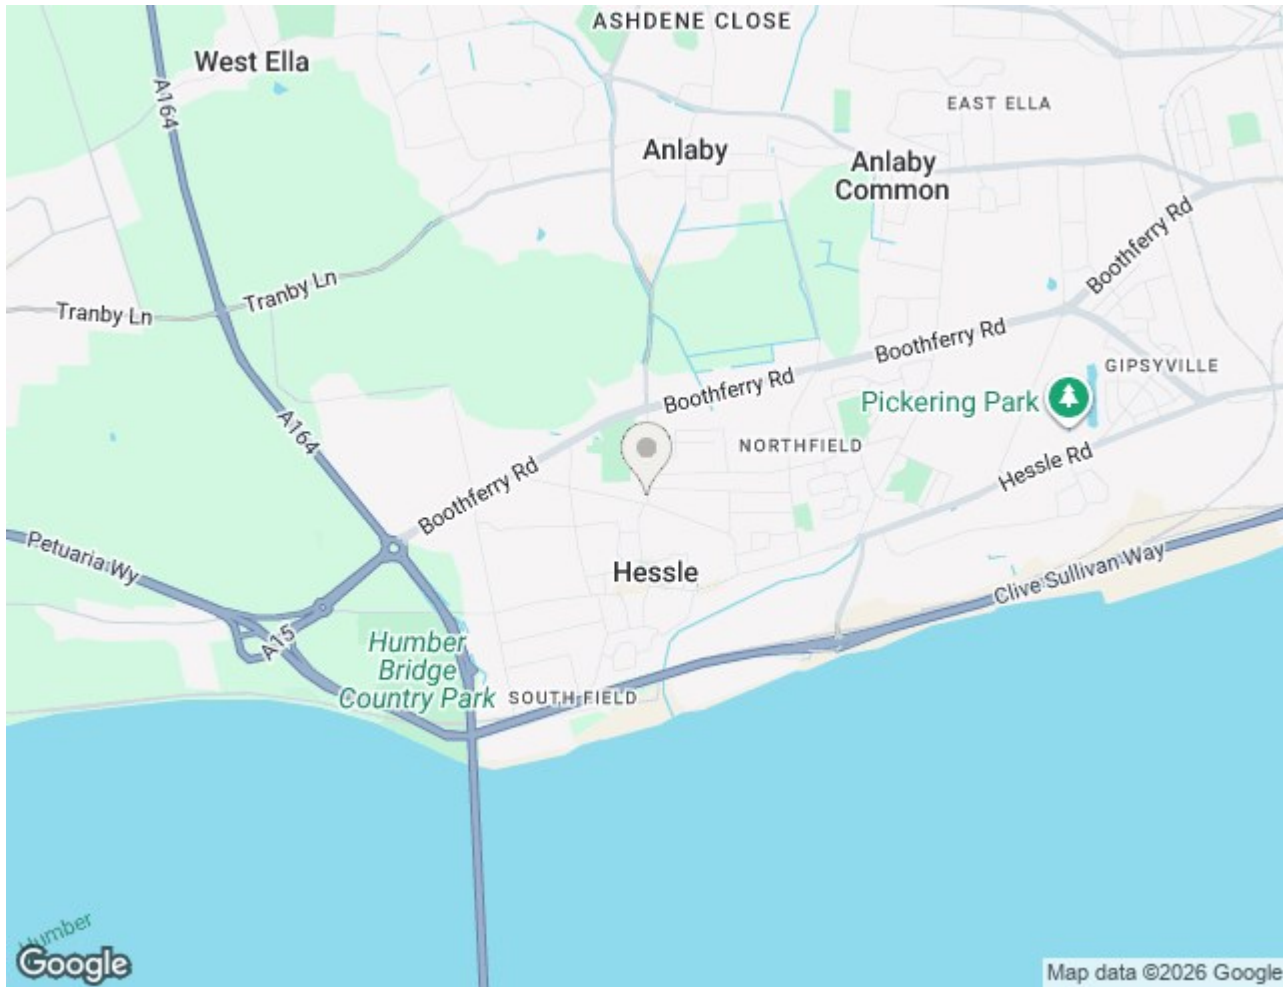 ASHDENE CLOSE
West Ella
A164
EAST ELLA
Anlaby
Anlaby
Common
Boothferry Rd
Tranby Ln
Tranby Ln
Boothferry Rd
GIPSYVILLE
Boothferry Rd
Pickering Park
A164
NORTHFIELD
Hessle Rd
Boothferry Rd
Petuaria Wy
Hessle
Clive Sullivan Way
A15
Humber
Bridge
Country Park
SOUTH FIELD
Humber
Google
Map data ©2026 Google